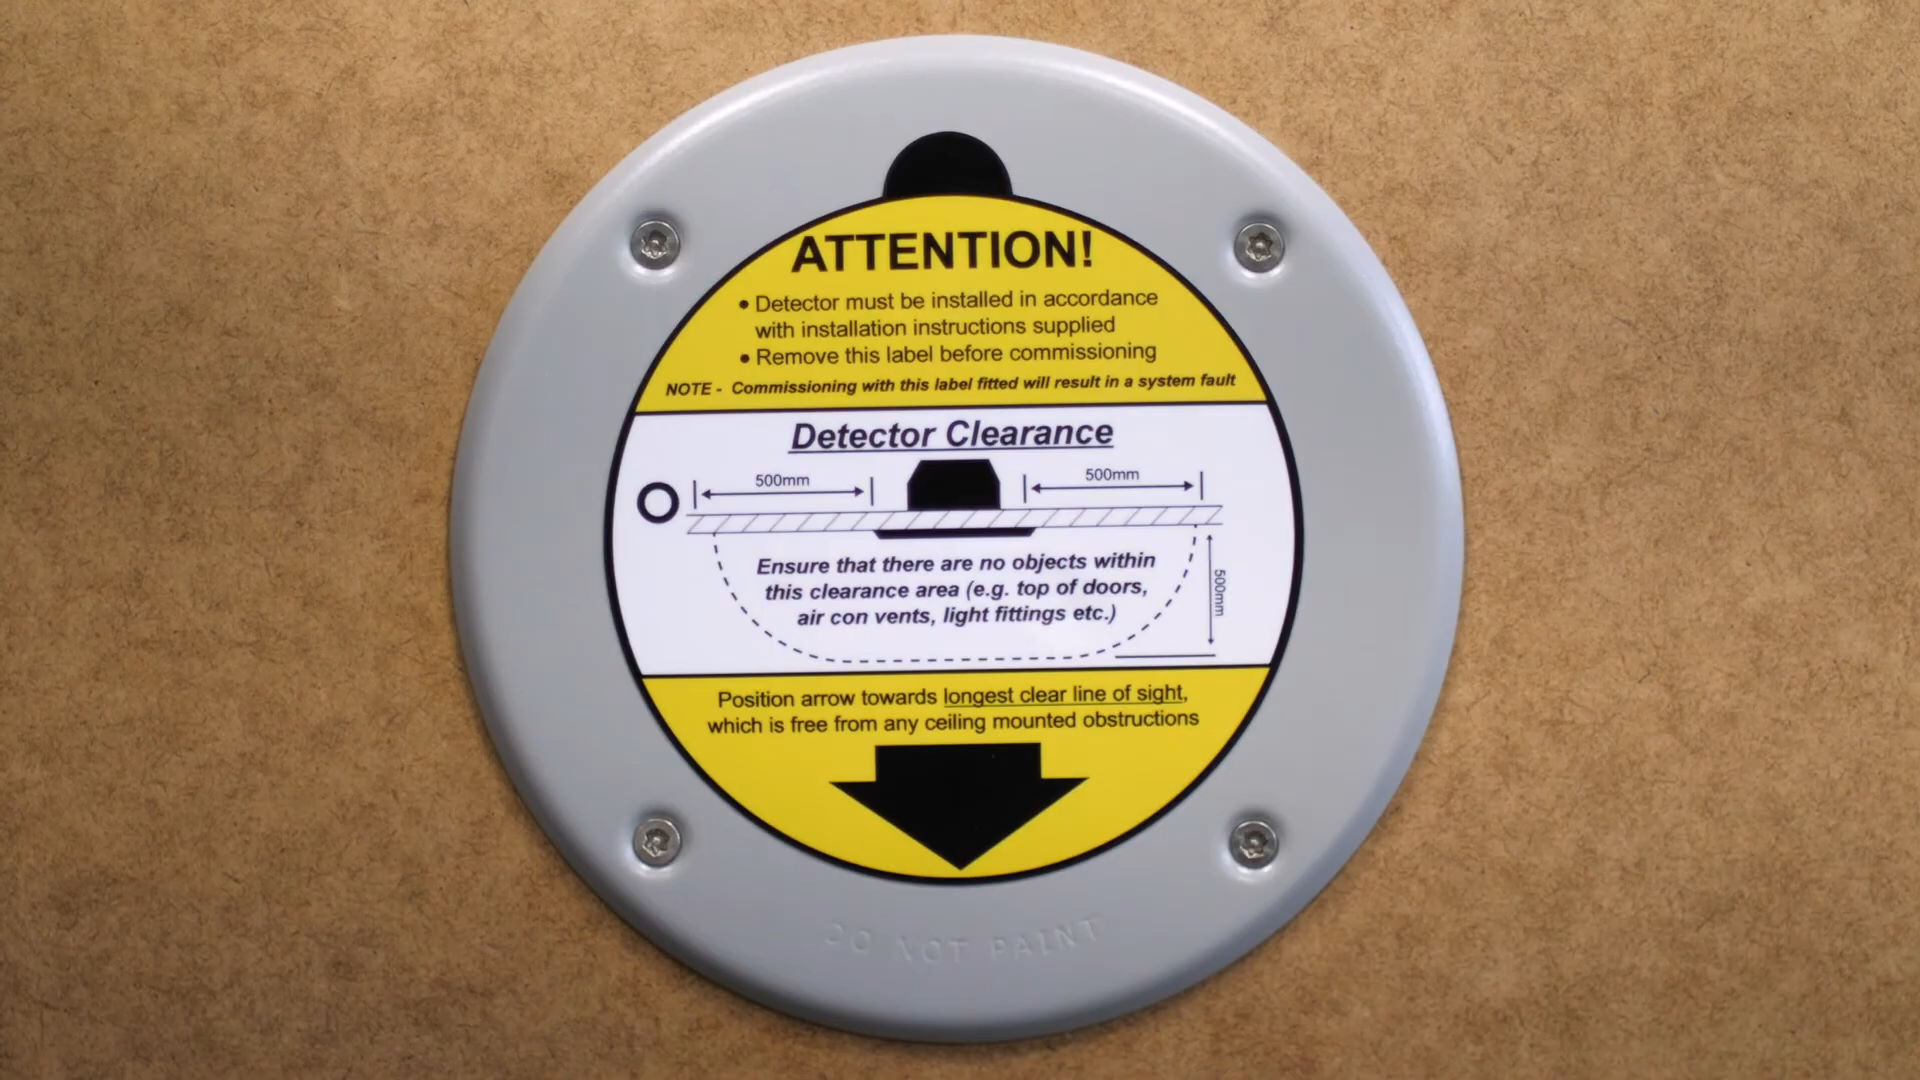 ATTENTION!
• Detector must be installed in accordance
with installation instructions supplied
• Remove this label before commissioning
NOTE - Commissioning with this label fitted will result in a system fault
Detector Clearance
500mm
500mm
Ensure that there are no objects within
this clearance area (e.g. top of doors,
air con vents, light fittings etc.)
500mm
Position arrow towards longest clear line of sight,
which is free from any ceiling mounted obstructions
DO NOT PAINT